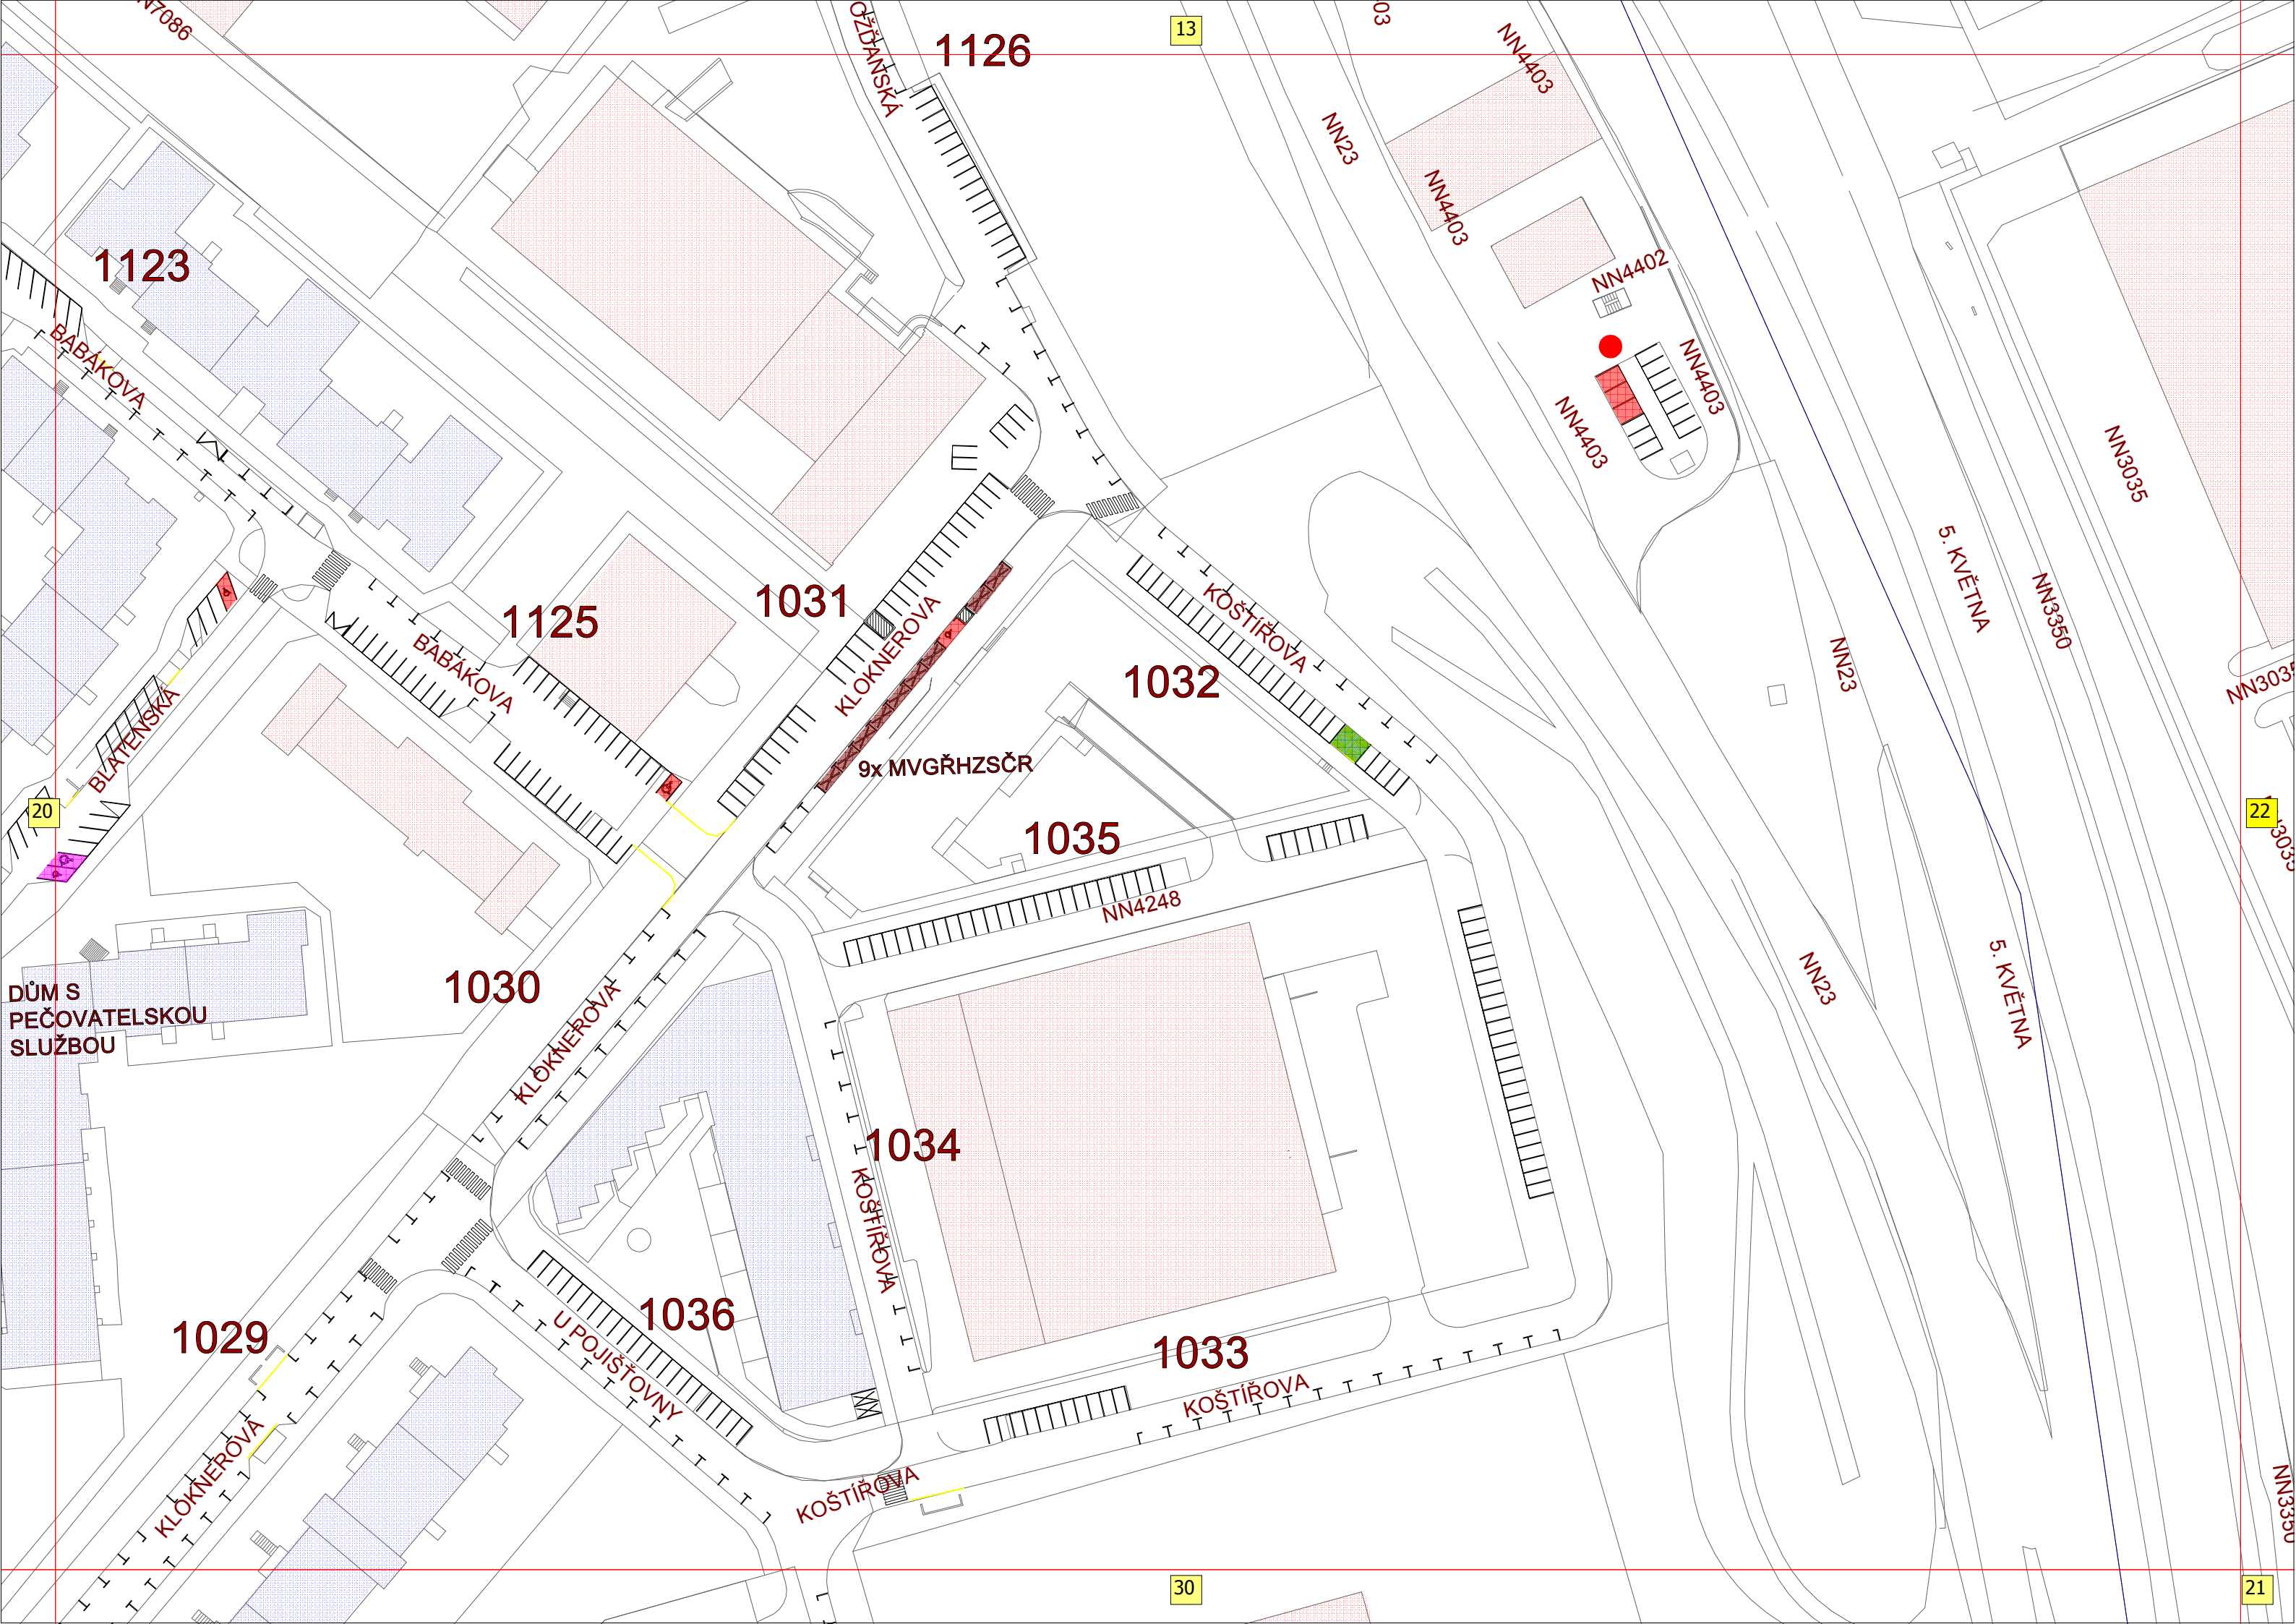 N7086
OŽĎANSKÁ
1126
13
03
NN4403
NN23
NN4403
1123
NN4402
BABÁKOVA
NN4403
NN4403
NN3035
5. KVĚTNA
NN3350
1125
1031
KLOKNEROVA
KOŠTÍŘOVA
1032
BABÁKOVA
NN23
NN3035
BLATENSKÁ
9x MVGŘHZSČR
20
22
1035
NN4248
DŮM S
PEČOVATELSKOU
SLUŽBOU
1030
KLOKNEROVA
NN23
5. KVĚTNA
1034
KOŠTÍŘOVA
1029
1036
U POJIŠŤOVNY
1033
KOŠTÍŘOVA
KLOKNEROVA
KOŠTÍŘOVA
NN3350
30
21